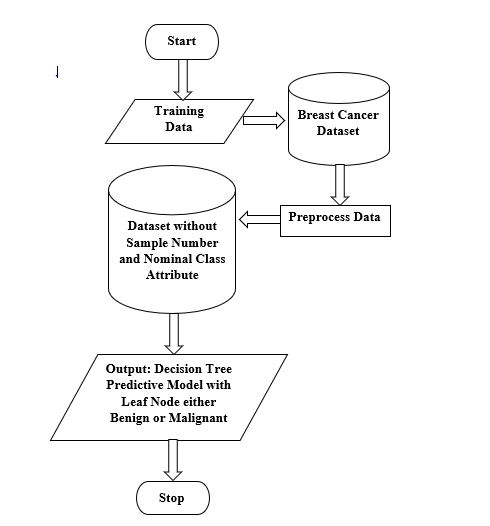 Start
Training
Data
Breast Cancer
Dataset
Preprocess Data
Dataset without
Sample Number
and Nominal Class
Attribute
Output: Decision Tree
Predictive Model with
Leaf Node either
Benign or Malignant
Stop